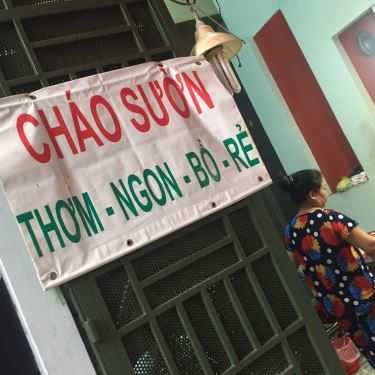 CHÁO SƯỜN
THƠM - NGON - BỔ - RẺ